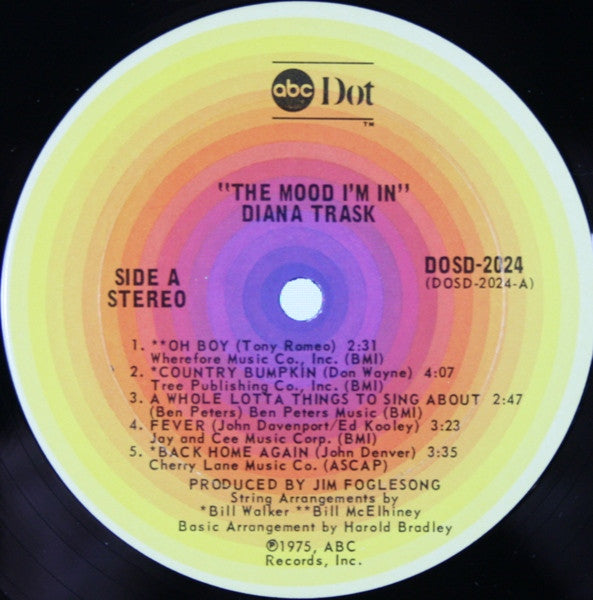 abc Dot
™
"THE MOOD I'M IN"
DIANA TRASK
SIDE A
STEREO
DOSD-2024
(DOSD-2024-A)
1. **OH BOY (Tony Romeo) 2:31
Wherefore Music Co., Inc. (BMI)
2. *COUNTRY BUMPKIN (Don Wayne) 4:07
Tree Publishing Co., Inc. (BMI)
3. A WHOLE LOTTA THINGS TO SING ABOUT 2:47
(Ben Peters) Ben Peters Music (BMI)
4. FEVER (John Davenport/Ed Kooley) 3:23
Jay and Cee Music Corp. (BMI)
5. *BACK HOME AGAIN (John Denver) 3:35
Cherry Lane Music Co. (ASCAP)
PRODUCED BY JIM FOGLESONG
String Arrangements by
*Bill Walker **Bill McElhiney
Basic Arrangement by Harold Bradley
℗1975, ABC
Records, Inc.